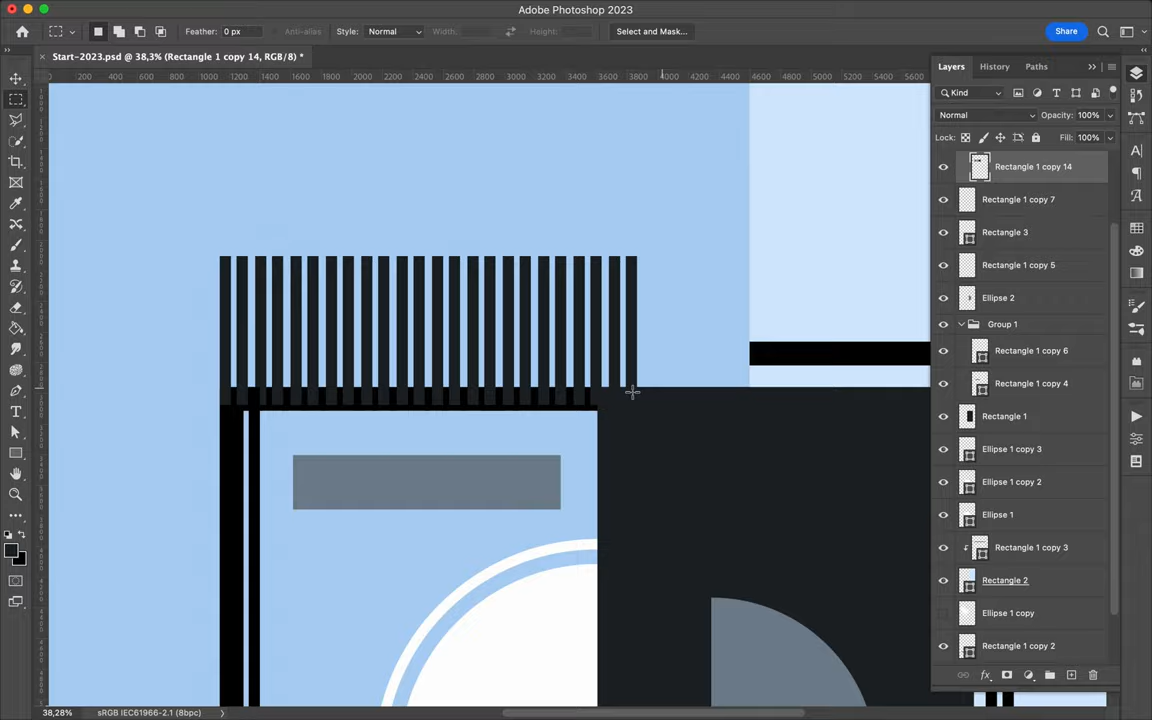 Adobe Photoshop 2023
Feather: 0 px
Anti-alias
Style: Normal
Width:
Height:
Select and Mask...
Share
Start-2023.psd @ 38,3% (Rectangle 1 copy 14, RGB/8) *
200 400 600 800 1000 1200 1400 1600 1800 2000 2200 2400 2600 2800 3000 3200 3400 3600 3800 4000 4200 4400 4600 4800 5000 5200 5400 5600
Layers History Paths
Kind
Normal
Opacity: 100%
Lock:
Fill: 100%
Rectangle 1 copy 14
Rectangle 1 copy 7
Rectangle 3
Rectangle 1 copy 5
Ellipse 2
Group 1
Rectangle 1 copy 6
Rectangle 1 copy 4
Rectangle 1
Ellipse 1 copy 3
Ellipse 1 copy 2
Ellipse 1
Rectangle 1 copy 3
Rectangle 2
Ellipse 1 copy
Rectangle 1 copy 2
38,28%
sRGB IEC61966-2.1 (8bpc)